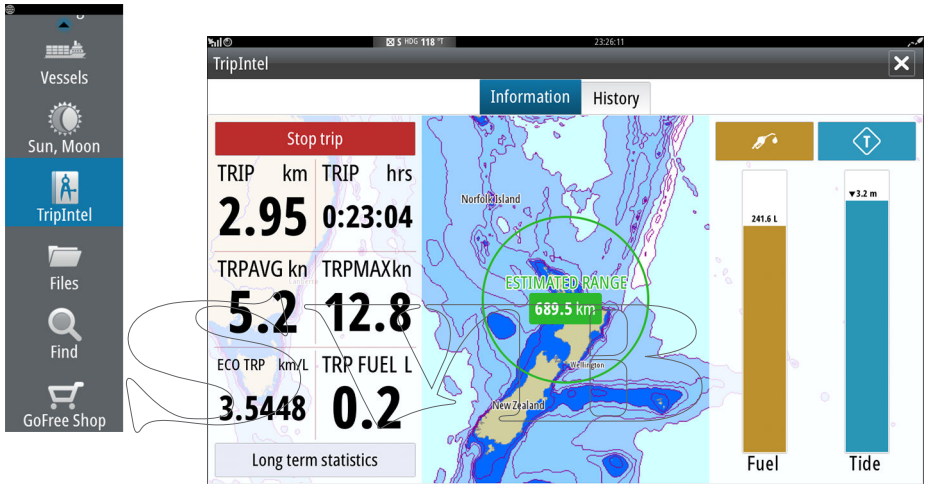 Vessels
Sun, Moon
TripIntel
Files
Find
GoFree Shop
S HDG 118 °T
23:26:11
TripIntel
Information
History
Stop trip
TRIP km
2.95
TRIP hrs
0:23:04
TRPAVG kn
5.2
TRPMAXkn
12.8
ECO TRP km/L
3.5448
TRP FUEL L
0.2
Long term statistics
Norfolk Island
ESTIMATED RANGE
689.5 km
Wellington
New Zealand
T
241.6 L
▼3.2 m
Fuel
Tide